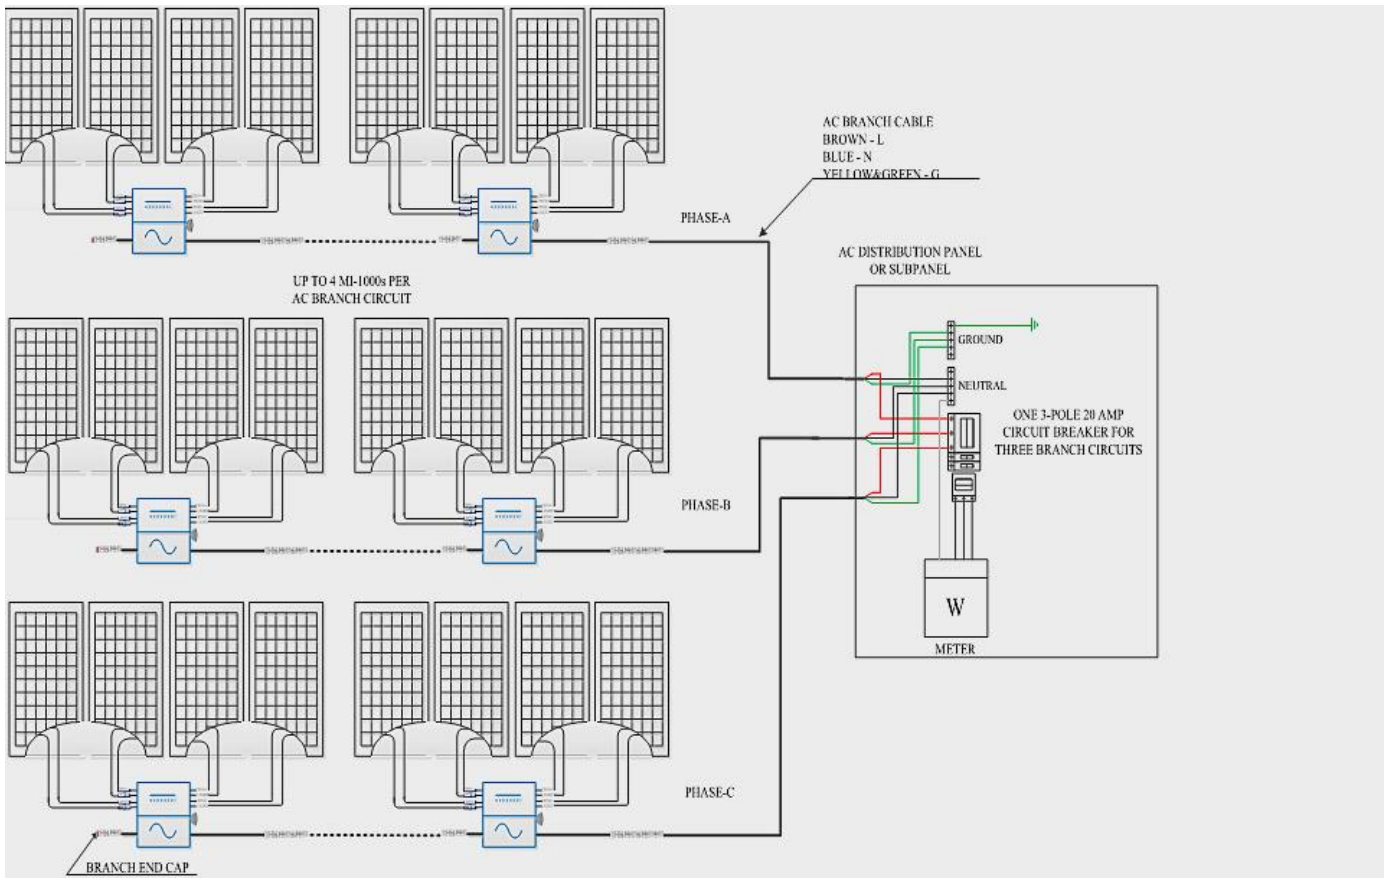 AC BRANCH CABLE
BROWN - L
BLUE - N
YELLOW&GREEN - G
PHASE-A
AC DISTRIBUTION PANEL
OR SUBPANEL
UP TO 4 MI-1000s PER
AC BRANCH CIRCUIT
GROUND
NEUTRAL
ONE 3-POLE 20 AMP
CIRCUIT BREAKER FOR
THREE BRANCH CIRCUITS
PHASE-B
W
METER
PHASE-C
BRANCH END CAP